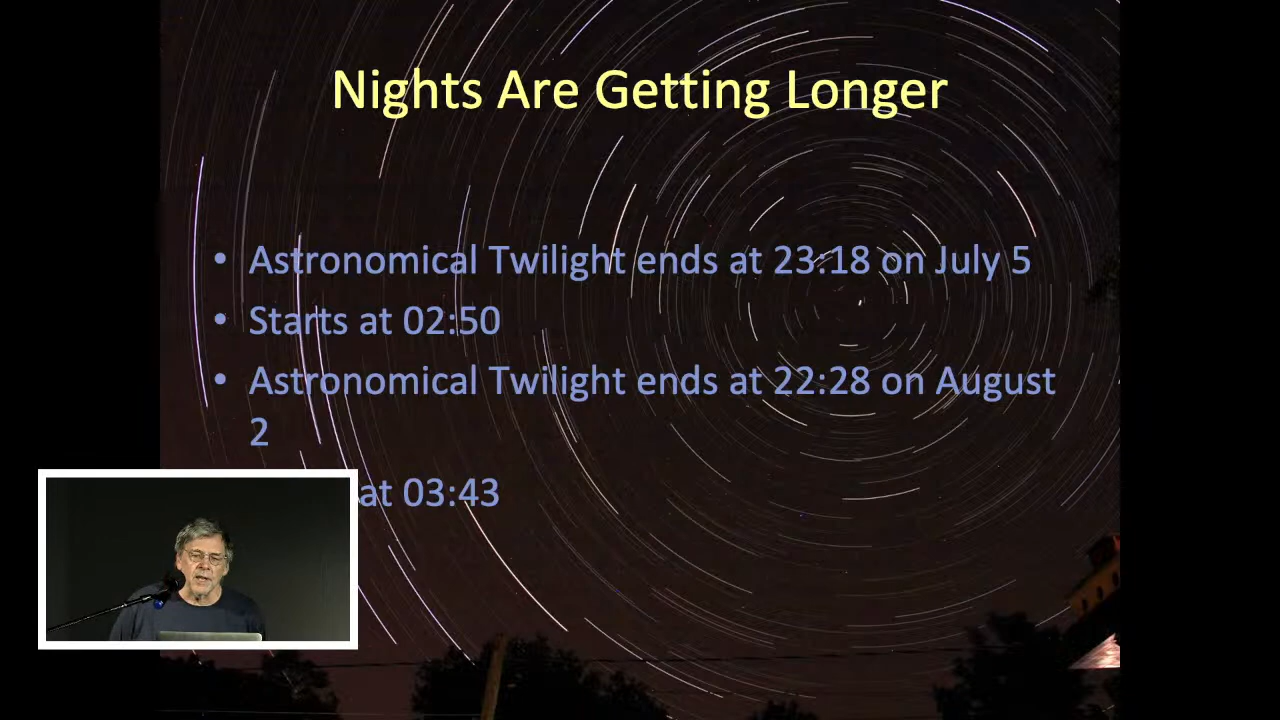 Nights Are Getting Longer
• Astronomical Twilight ends at 23:18 on July 5
• Starts at 02:50
• Astronomical Twilight ends at 22:28 on August
2
at 03:43